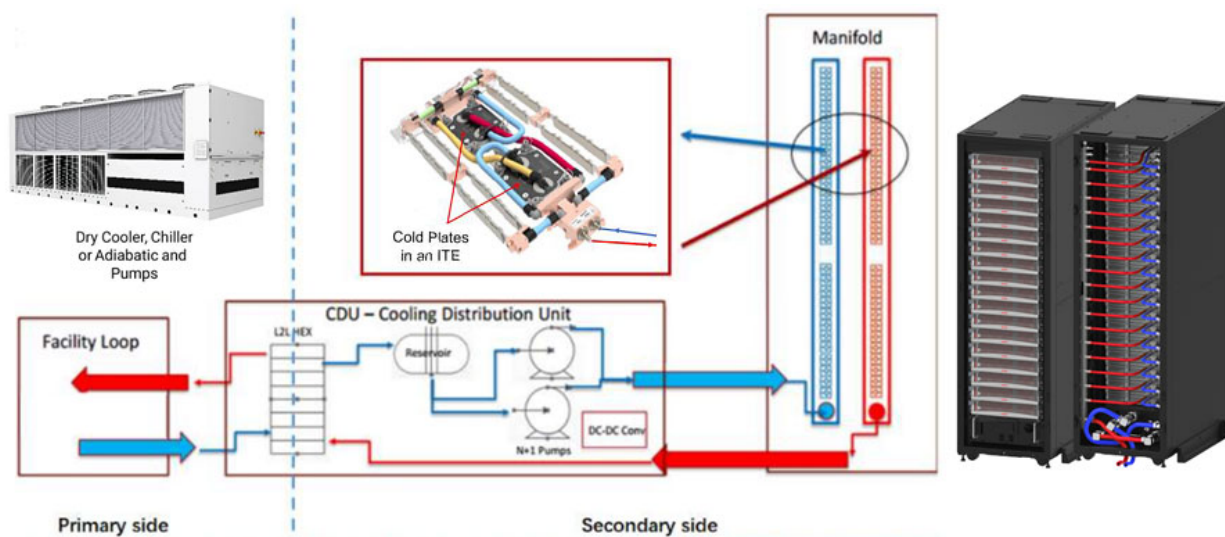 Manifold
Dry Cooler, Chiller
or Adiabatic and
Pumps
Cold Plates
in an ITE
CDU – Cooling Distribution Unit
L2L HEX
Facility Loop
Reservoir
DC-DC Conv
N+1 Pumps
Primary side
Secondary side